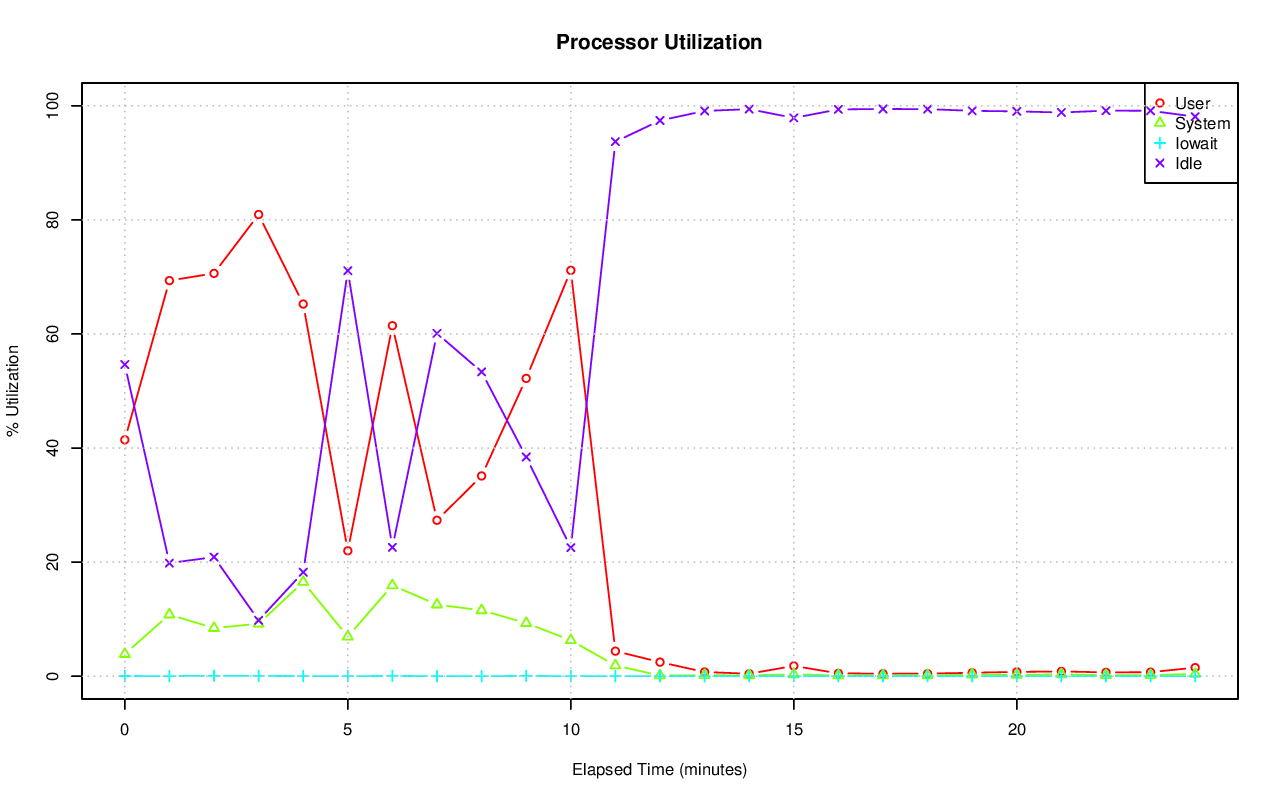 Processor Utilization
100
80
60
40
20
0
% Utilization
User
System
Iowait
Idle
0 5 10 15 20
Elapsed Time (minutes)